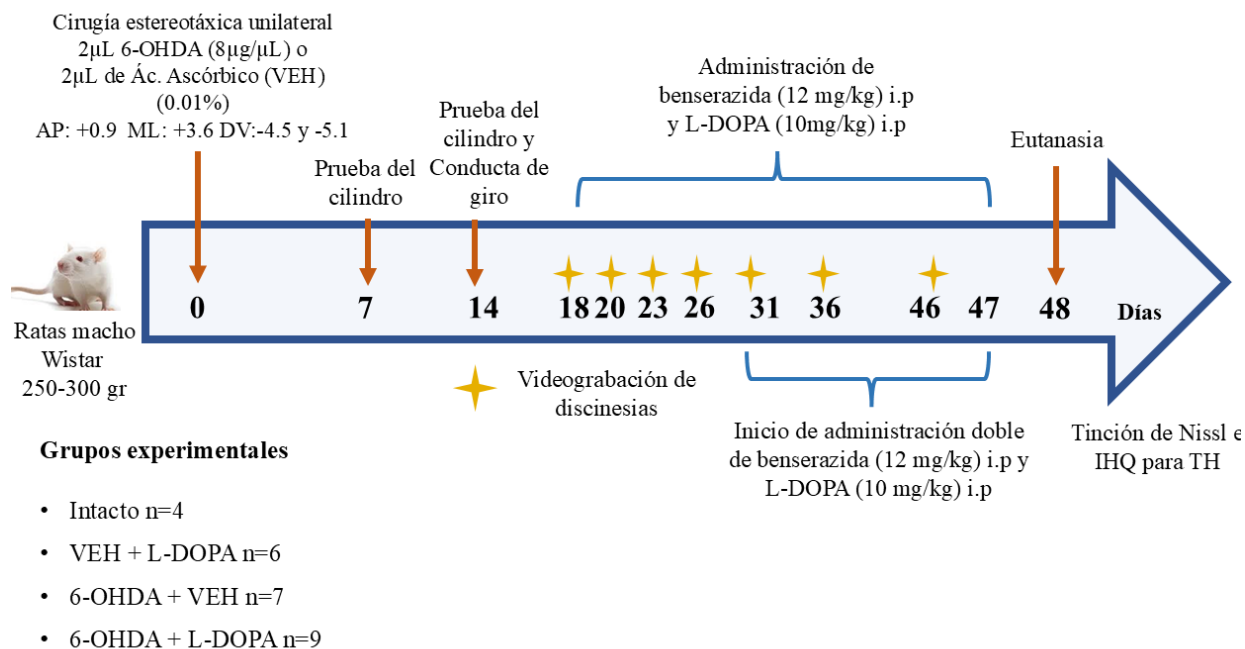 Cirugía estereotáxica unilateral
2µL 6-OHDA (8µg/µL) o
2µL de Ác. Ascórbico (VEH)
(0.01%)
AP: +0.9 ML: +3.6 DV:-4.5 y -5.1
Prueba del
cilindro
Prueba del
cilindro y
Conducta de
giro
Administración de
benserazida (12 mg/kg) i.p
y L-DOPA (10mg/kg) i.p
Eutanasia
0 7 14 18 20 23 26 31 36 46 47 48 Días
Ratas macho
Wistar
250-300 gr
Videograbación de
discinesias
Inicio de administración doble
de benserazida (12 mg/kg) i.p y
L-DOPA (10 mg/kg) i.p
Tinción de Nissl e
IHQ para TH
Grupos experimentales
• Intacto n=4
• VEH + L-DOPA n=6
• 6-OHDA + VEH n=7
• 6-OHDA + L-DOPA n=9